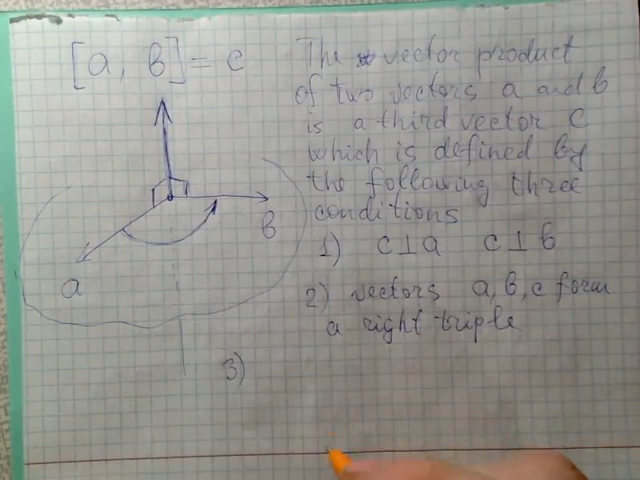 [a, b] = c
The vector product
of two vectors a and b
is a third vector c
which is defined by
the following three
conditions
1) c⊥a c⊥b
2) vectors a, b, c form
a right triple
b
a
3)